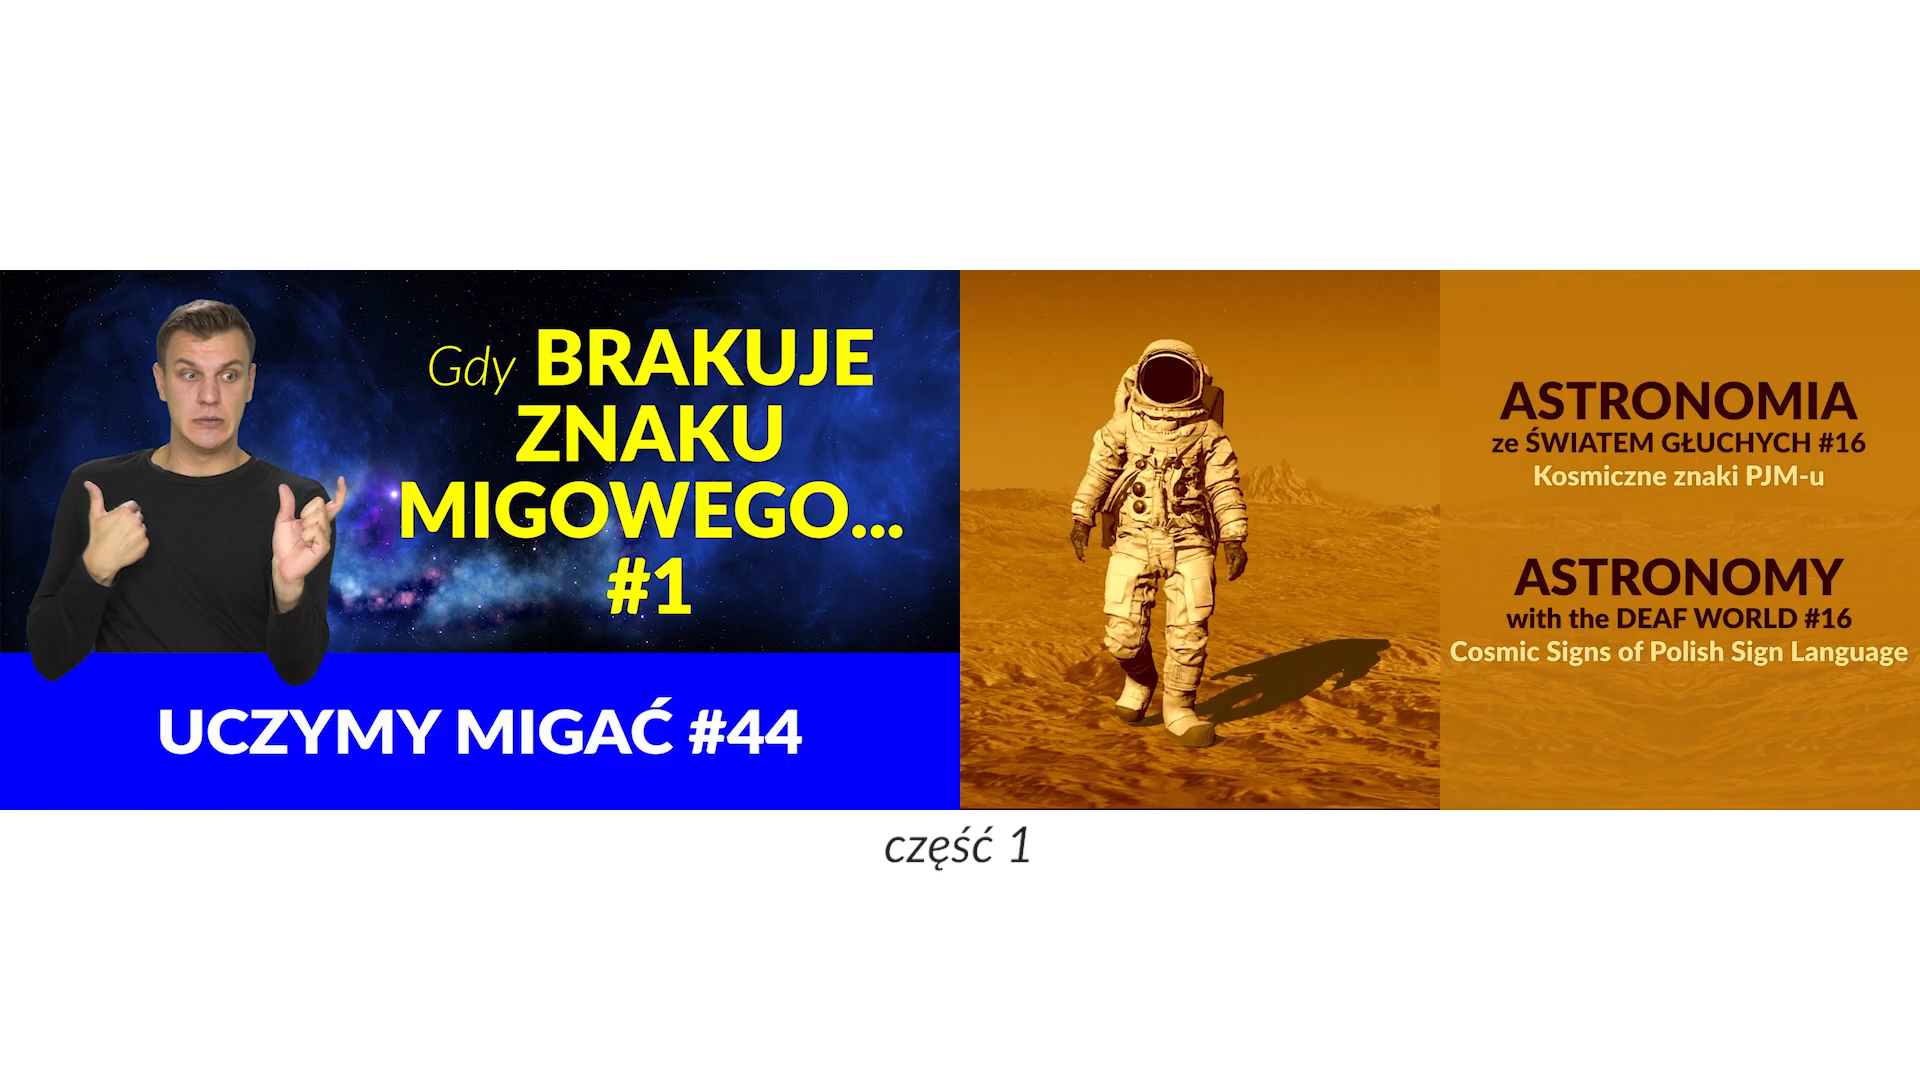 Gdy BRAKUJE
ZNAKU
MIGOWEGO...
#1
UCZYMY MIGAĆ #44
ASTRONOMIA
ze ŚWIATEM GŁUCHYCH #16
Kosmiczne znaki PJM-u
ASTRONOMY
with the DEAF WORLD #16
Cosmic Signs of Polish Sign Language
część 1